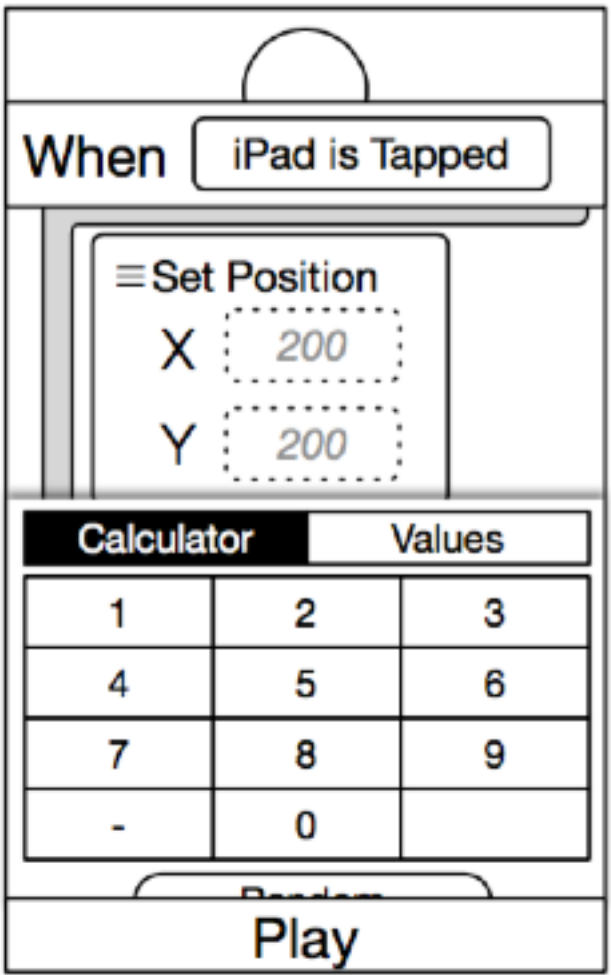 When iPad is Tapped
Set Position
X 200
Y 200
Calculator Values
1 2 3
4 5 6
7 8 9
- 0
Random
Play